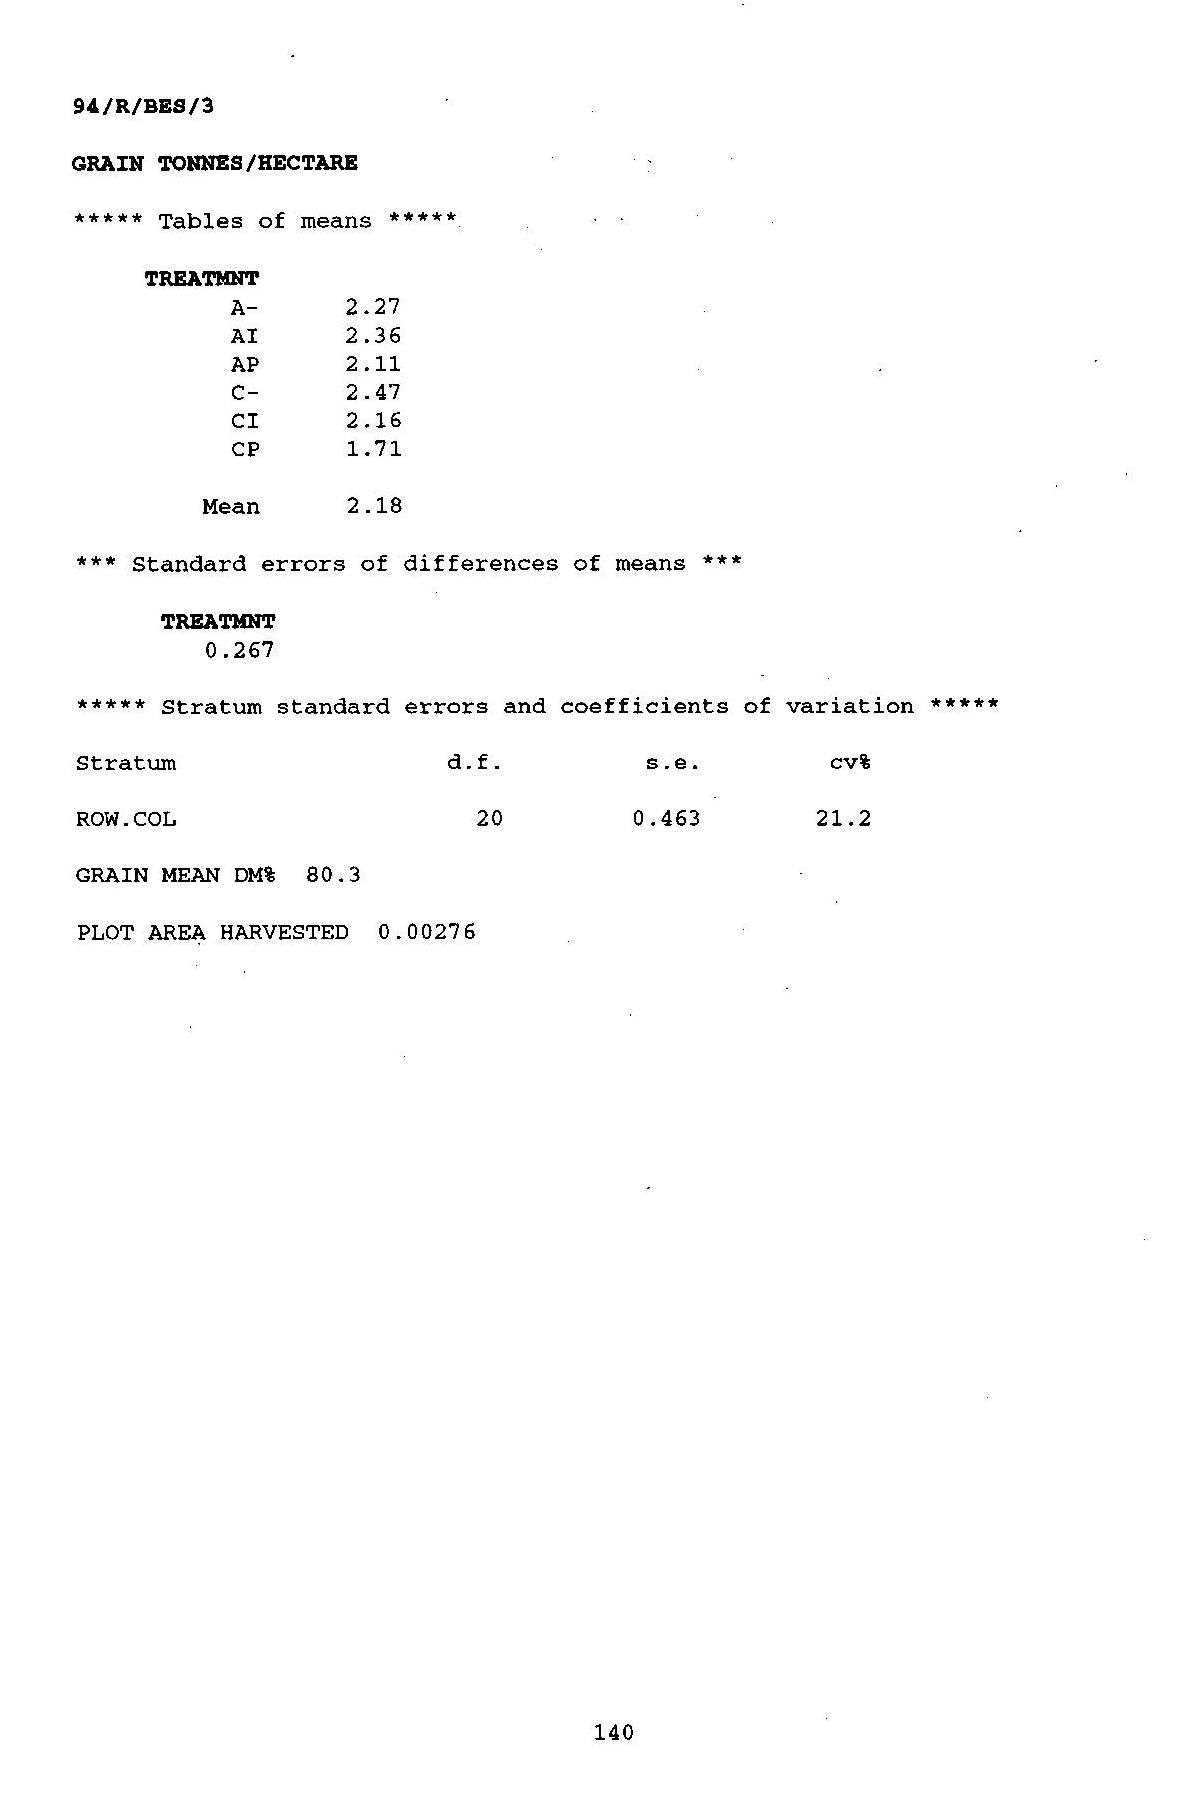 94/R/BES/3
GRAIN TONNES/HECTARE
***** Tables of means *****
TREATMNT
A- 2.27
AI 2.36
AP 2.11
C- 2.47
CI 2.16
CP 1.71
Mean 2.18
*** Standard errors of differences of means ***
TREATMNT
0.267
***** Stratum standard errors and coefficients of variation *****
Stratum d.f. s.e. cv%
ROW.COL 20 0.463 21.2
GRAIN MEAN DM% 80.3
PLOT AREA HARVESTED 0.00276
140